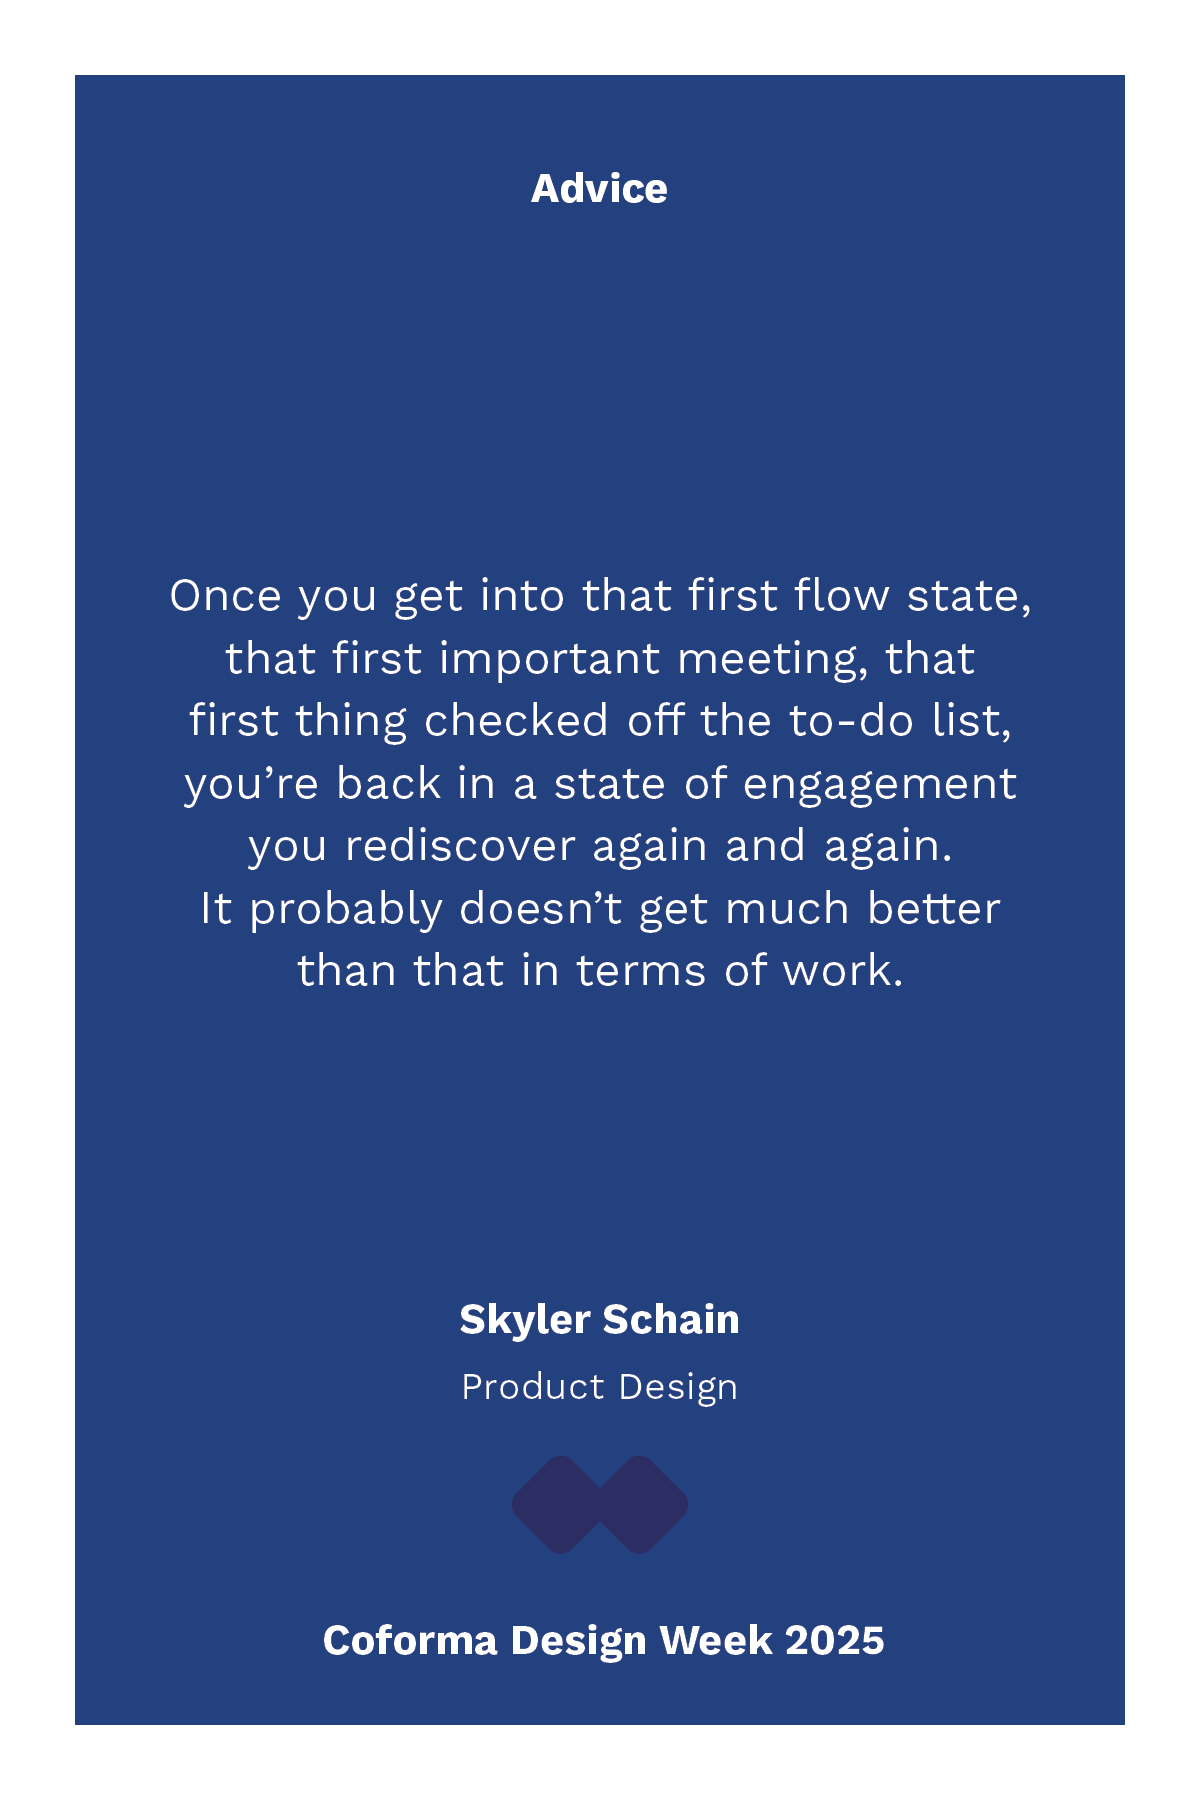 Advice
Once you get into that first flow state,
that first important meeting, that
first thing checked off the to-do list,
you’re back in a state of engagement
you rediscover again and again.
It probably doesn’t get much better
than that in terms of work.
Skyler Schain
Product Design
Coforma Design Week 2025